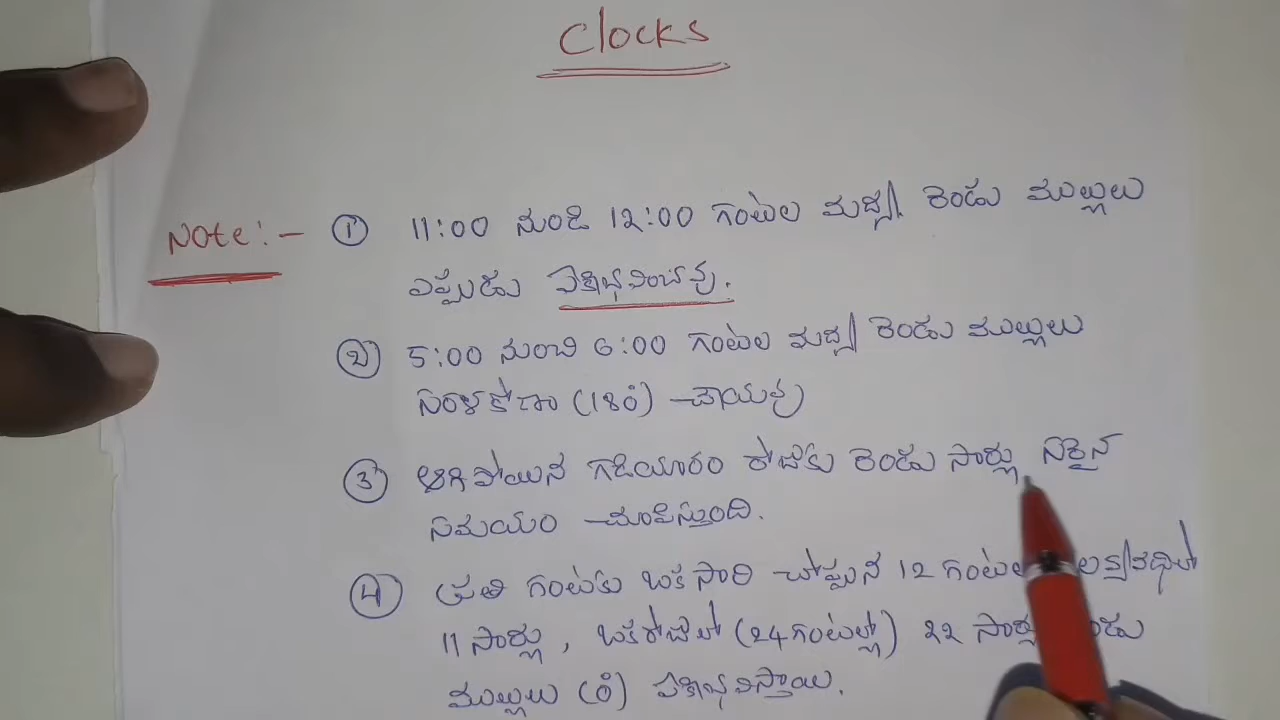 Clocks
Note:- ① 11:00 నుండి 12:00 గంటల మధ్య రెండు ముల్లులు
ఎప్పుడు ఏకీభవించవు.
② 5:00 నుంచి 6:00 గంటల మధ్య రెండు ముల్లులు
సరళకోణం (180°) చేయవు
③ ఆగిపోయిన గడియారం రోజుకు రెండు సార్లు సరైన
సమయం చూపిస్తుంది.
④ ప్రతి గంటకు ఒకసారి చొప్పున 12 గంటల
11 సార్లు, ఒకరోజులో (24 గంటల్లో) 22 సార్లు
ముల్లులు (0°) ఏకీభవిస్తాయి.